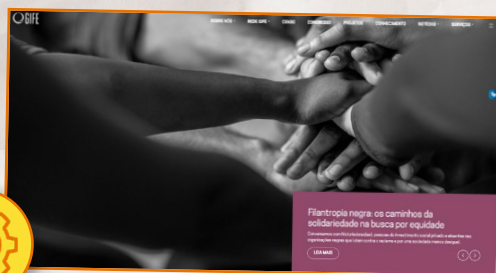 GIFE
SOBRE NÓS REDE GIFE CENSO CONGRESSO PROJETOS CONHECIMENTO NOTÍCIAS SERVIÇOS
Filantropia negra: os caminhos da
solidariedade na busca por equidade
LEIA MAIS